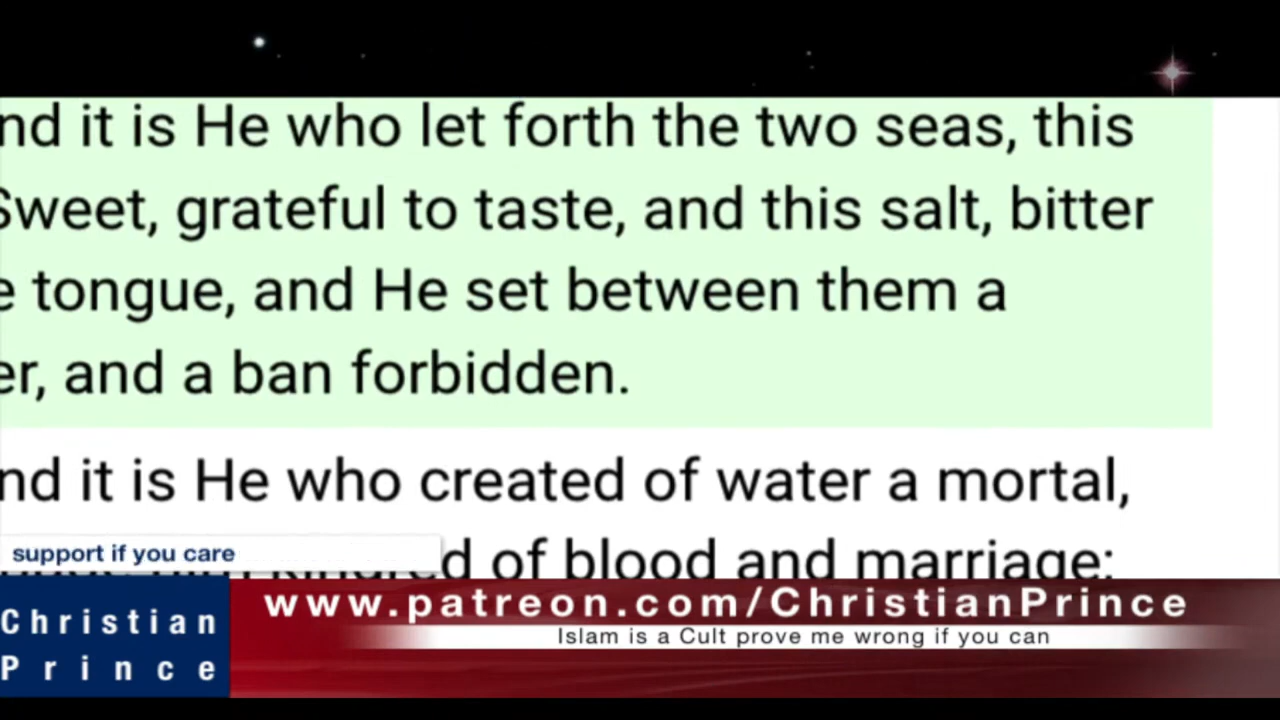 nd it is He who let forth the two seas, this
Sweet, grateful to taste, and this salt, bitter
e tongue, and He set between them a
er, and a ban forbidden.
nd it is He who created of water a mortal,
kindred of blood and marriage;
support if you care
Christian
Prince
www.patreon.com/ChristianPrince
Islam is a Cult prove me wrong if you can